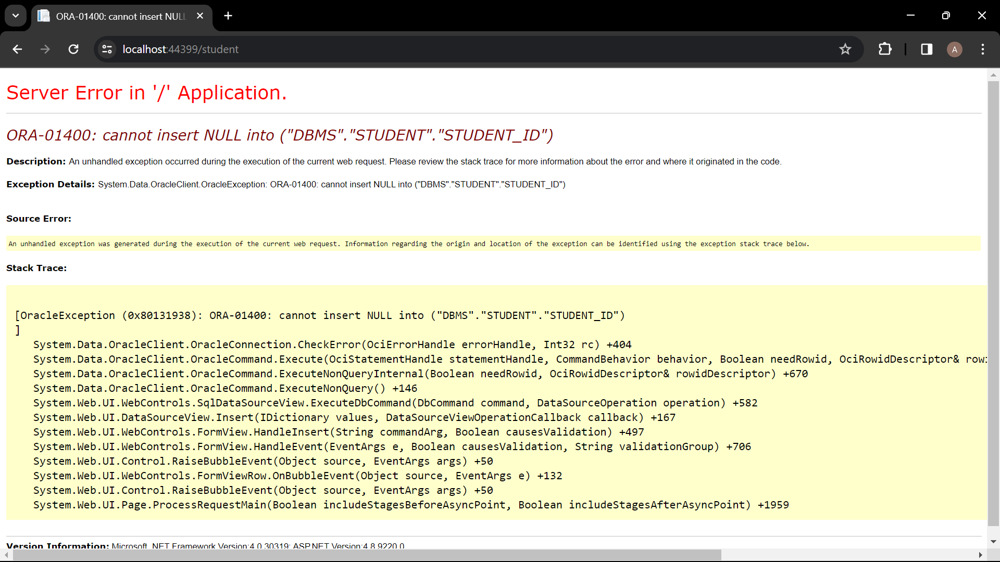 ORA-01400: cannot insert NULL
localhost:44399/student
A
Server Error in '/' Application.
ORA-01400: cannot insert NULL into ("DBMS"."STUDENT"."STUDENT_ID")
Description: An unhandled exception occurred during the execution of the current web request. Please review the stack trace for more information about the error and where it originated in the code.
Exception Details: System.Data.OracleClient.OracleException: ORA-01400: cannot insert NULL into ("DBMS"."STUDENT"."STUDENT_ID")
Source Error:
An unhandled exception was generated during the execution of the current web request. Information regarding the origin and location of the exception can be identified using the exception stack trace below.
Stack Trace:
[OracleException (0x80131938): ORA-01400: cannot insert NULL into ("DBMS"."STUDENT"."STUDENT_ID")
]
System.Data.OracleClient.OracleConnection.CheckError(OciErrorHandle errorHandle, Int32 rc) +404
System.Data.OracleClient.OracleCommand.Execute(OciStatementHandle statementHandle, CommandBehavior behavior, Boolean needRowid, OciRowidDescriptor& row
System.Data.OracleClient.OracleCommand.ExecuteNonQueryInternal(Boolean needRowid, OciRowidDescriptor& rowidDescriptor) +670
System.Data.OracleClient.OracleCommand.ExecuteNonQuery() +146
System.Web.UI.WebControls.SqlDataSourceView.ExecuteDbCommand(DbCommand command, DataSourceOperation operation) +582
System.Web.UI.DataSourceView.Insert(IDictionary values, DataSourceViewOperationCallback callback) +167
System.Web.UI.WebControls.FormView.HandleInsert(String commandArg, Boolean causesValidation) +497
System.Web.UI.WebControls.FormView.HandleEvent(EventArgs e, Boolean causesValidation, String validationGroup) +706
System.Web.UI.Control.RaiseBubbleEvent(Object source, EventArgs args) +50
System.Web.UI.WebControls.FormViewRow.OnBubbleEvent(Object source, EventArgs e) +132
System.Web.UI.Control.RaiseBubbleEvent(Object source, EventArgs args) +50
System.Web.UI.Page.ProcessRequestMain(Boolean includeStagesBeforeAsyncPoint, Boolean includeStagesAfterAsyncPoint) +1959
Version Information: Microsoft .NET Framework Version:4.0.30319; ASP.NET Version:4.8.9220.0